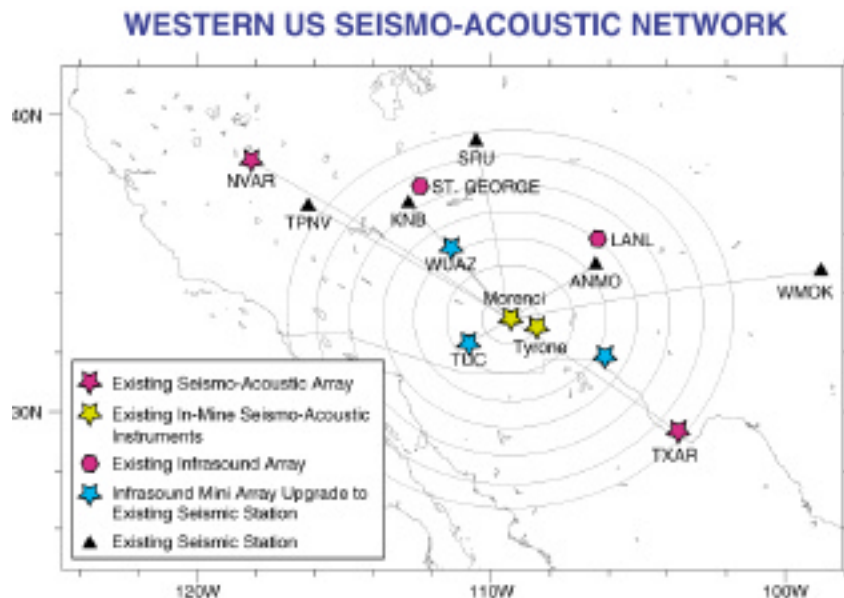 WESTERN US SEISMO-ACOUSTIC NETWORK
40N
SRU
NVAR
ST. GEORGE
TPNV
KNB
LANL
WUAZ
ANMO
WMOK
Morenci
Tyrone
TUC
Existing Seismo-Acoustic Array
Existing In-Mine Seismo-Acoustic
Instruments
Existing Infrasound Array
Infrasound Mini Array Upgrade to
Existing Seismic Station
Existing Seismic Station
30N
TXAR
120W
110W
100W